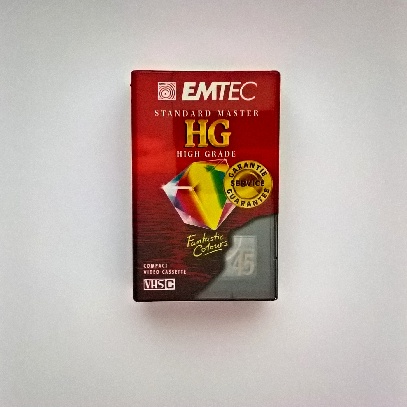 EMTEC
STANDARD MASTER
HG
HIGH GRADE
GARANTIE
SERVICE
GUARANTEE
Fantastic
Colours
45
COMPACT
VIDEO CASSETTE
VHS C